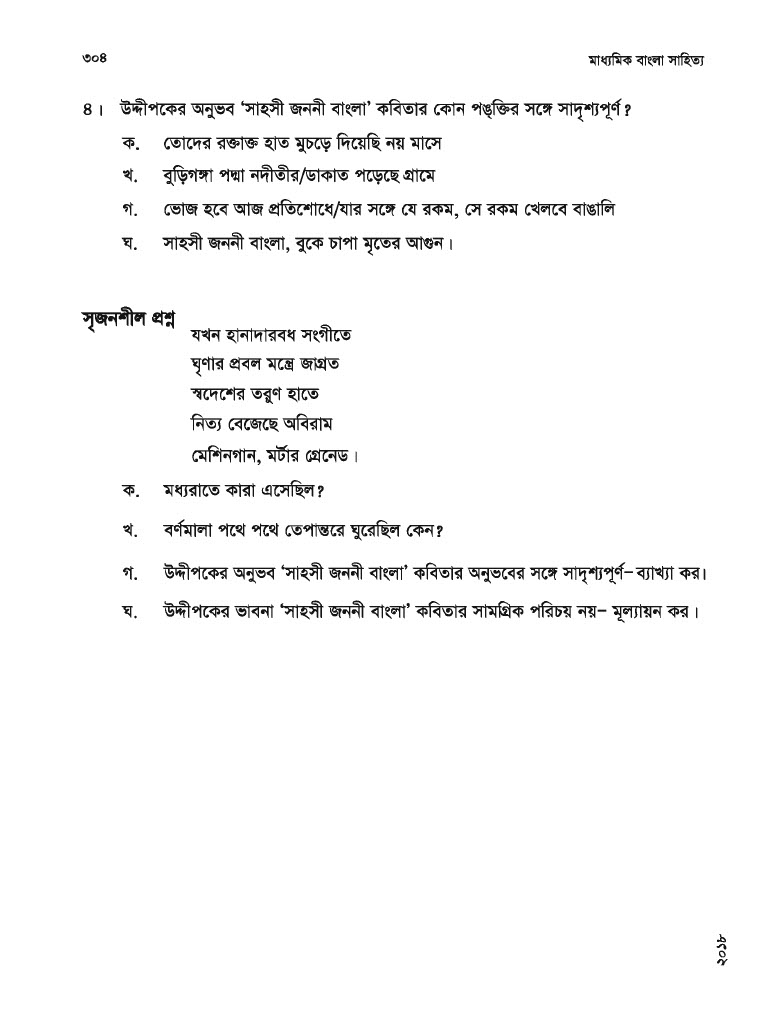 ৩০৪ মাধ্যমিক বাংলা সাহিত্য
৪। উদ্দীপকের অনুভব ‘সাহসী জননী বাংলা’ কবিতার কোন পঙ্‌ক্তির সঙ্গে সাদৃশ্যপূর্ণ?
ক. তোদের রক্তাক্ত হাত মুচড়ে দিয়েছি নয় মাসে
খ. বুড়িগঙ্গা পদ্মা নদীতীর/ডাকাত পড়েছে গ্রামে
গ. ভোজ হবে আজ প্রতিশোধে/যার সঙ্গে যে রকম, সে রকম খেলবে বাঙালি
ঘ. সাহসী জননী বাংলা, বুকে চাপা মৃতের আগুন।
সৃজনশীল প্রশ্ন
যখন হানাদারবধ সংগীতে
ঘৃণার প্রবল মন্ত্রে জাগ্রত
স্বদেশের তরুণ হাতে
নিত্য বেজেছে অবিরাম
মেশিনগান, মর্টার গ্রেনেড।
ক. মধ্যরাতে কারা এসেছিল?
খ. বর্ণমালা পথে পথে তেপান্তরে ঘুরেছিল কেন?
গ. উদ্দীপকের অনুভব ‘সাহসী জননী বাংলা’ কবিতার অনুভবের সঙ্গে সাদৃশ্যপূর্ণ– ব্যাখ্যা কর।
ঘ. উদ্দীপকের ভাবনা ‘সাহসী জননী বাংলা’ কবিতার সামগ্রিক পরিচয় নয়– মূল্যায়ন কর।
২০১৮